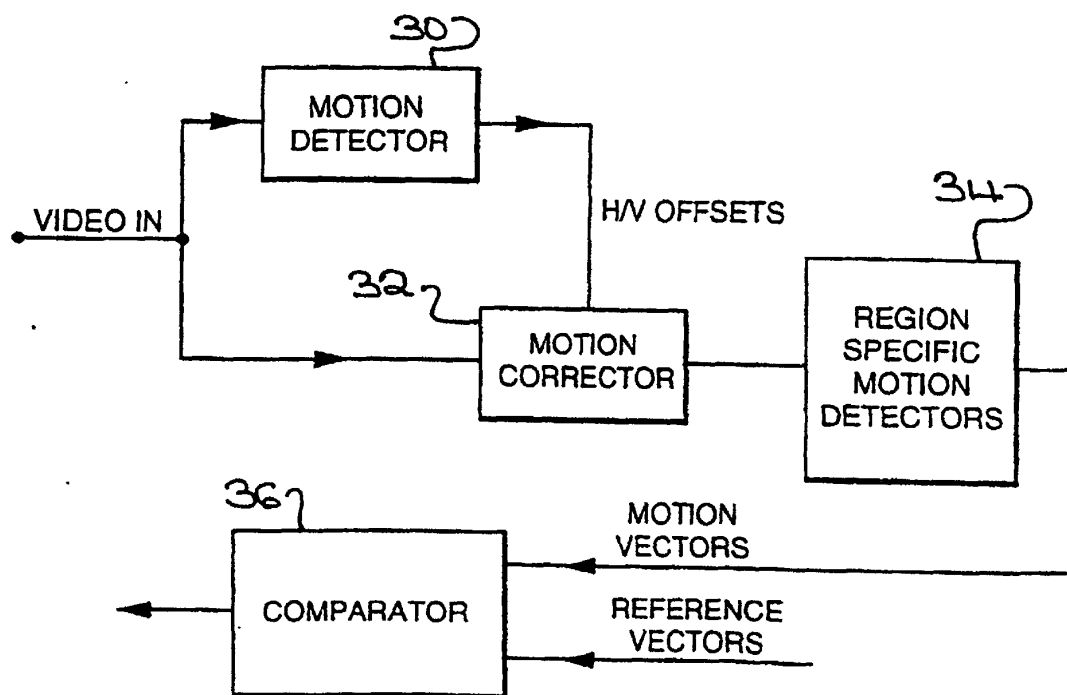 30
MOTION
DETECTOR
VIDEO IN
H/V OFFSETS
34
32
MOTION
CORRECTOR
REGION
SPECIFIC
MOTION
DETECTORS
36
COMPARATOR
MOTION
VECTORS
REFERENCE
VECTORS